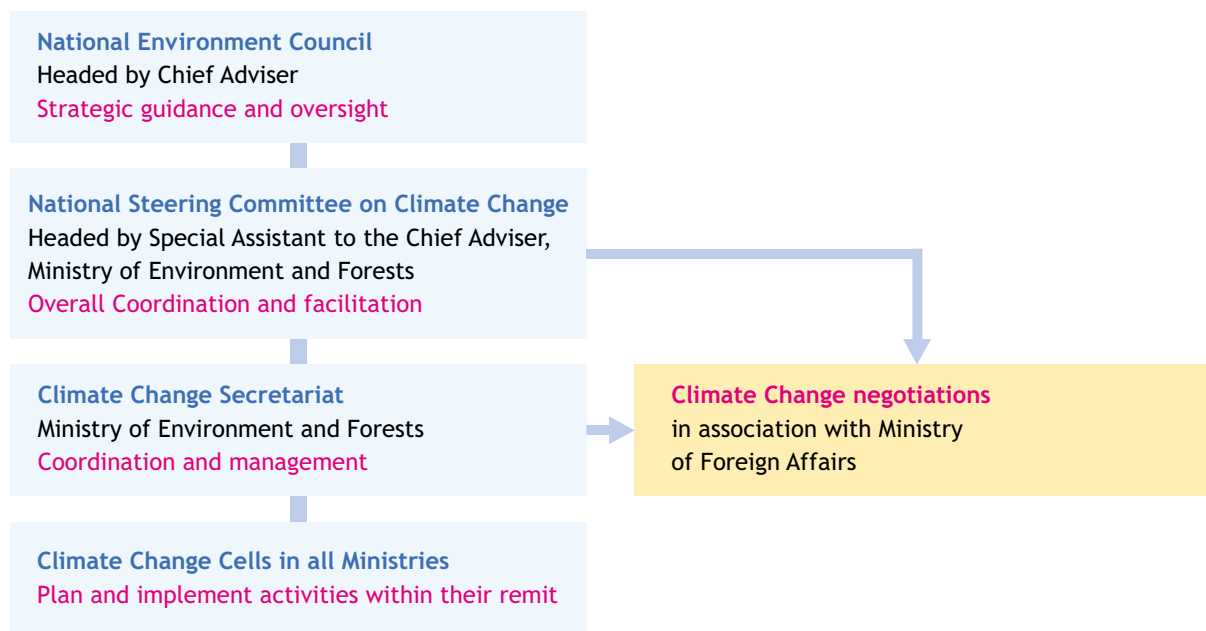 National Environment Council
Headed by Chief Adviser
Strategic guidance and oversight
National Steering Committee on Climate Change
Headed by Special Assistant to the Chief Adviser,
Ministry of Environment and Forests
Overall Coordination and facilitation
Climate Change Secretariat
Ministry of Environment and Forests
Coordination and management
Climate Change negotiations
in association with Ministry
of Foreign Affairs
Climate Change Cells in all Ministries
Plan and implement activities within their remit